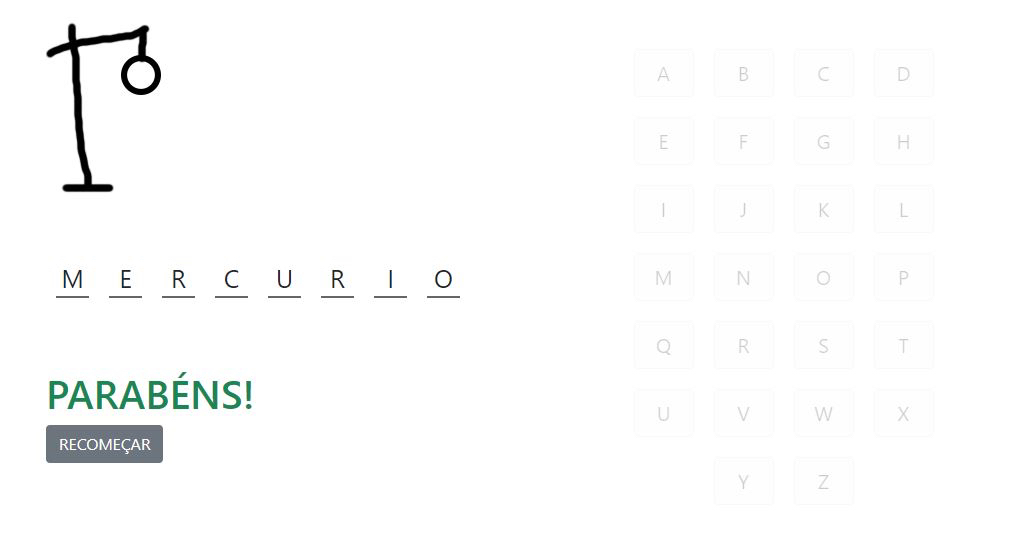 M E R C U R I O
PARABÉNS!
RECOMEÇAR
A B C D
E F G H
I J K L
M N O P
Q R S T
U V W X
Y Z